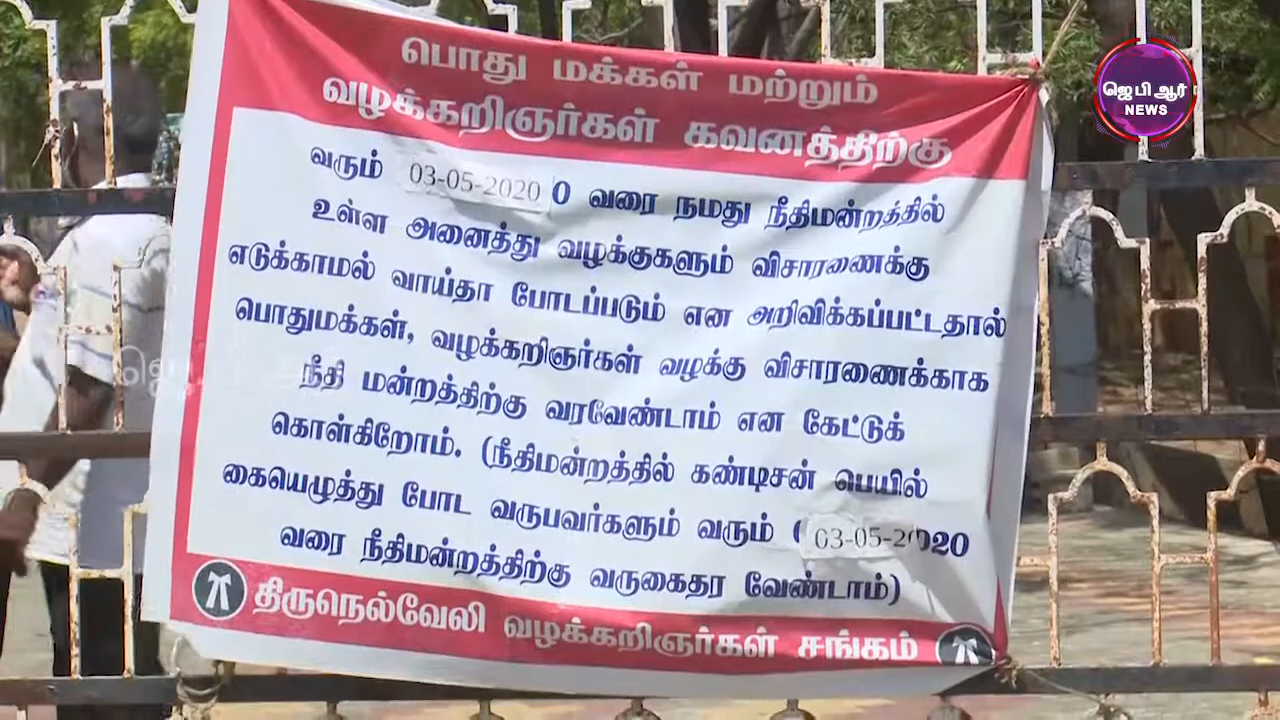 பொது மக்கள் மற்றும்
வழக்கறிஞர்கள் கவனத்திற்கு
வரும் 03-05-2020 0 வரை நமது நீதிமன்றத்தில்
உள்ள அனைத்து வழக்குகளும் விசாரணைக்கு
எடுக்காமல் வாய்தா போடப்படும் என அறிவிக்கப்பட்டதால்
பொதுமக்கள், வழக்கறிஞர்கள் வழக்கு விசாரணைக்காக
நீதி மன்றத்திற்கு வரவேண்டாம் என கேட்டுக்
கொள்கிறோம். (நீதிமன்றத்தில் கண்டிசன் பெயில்
கையெழுத்து போட வருபவர்களும் வரும் ( 03-05-2020
வரை நீதிமன்றத்திற்கு வருகைதர வேண்டாம்)
திருநெல்வேலி வழக்கறிஞர்கள் சங்கம்
ஜெ பி ஆர்
NEWS